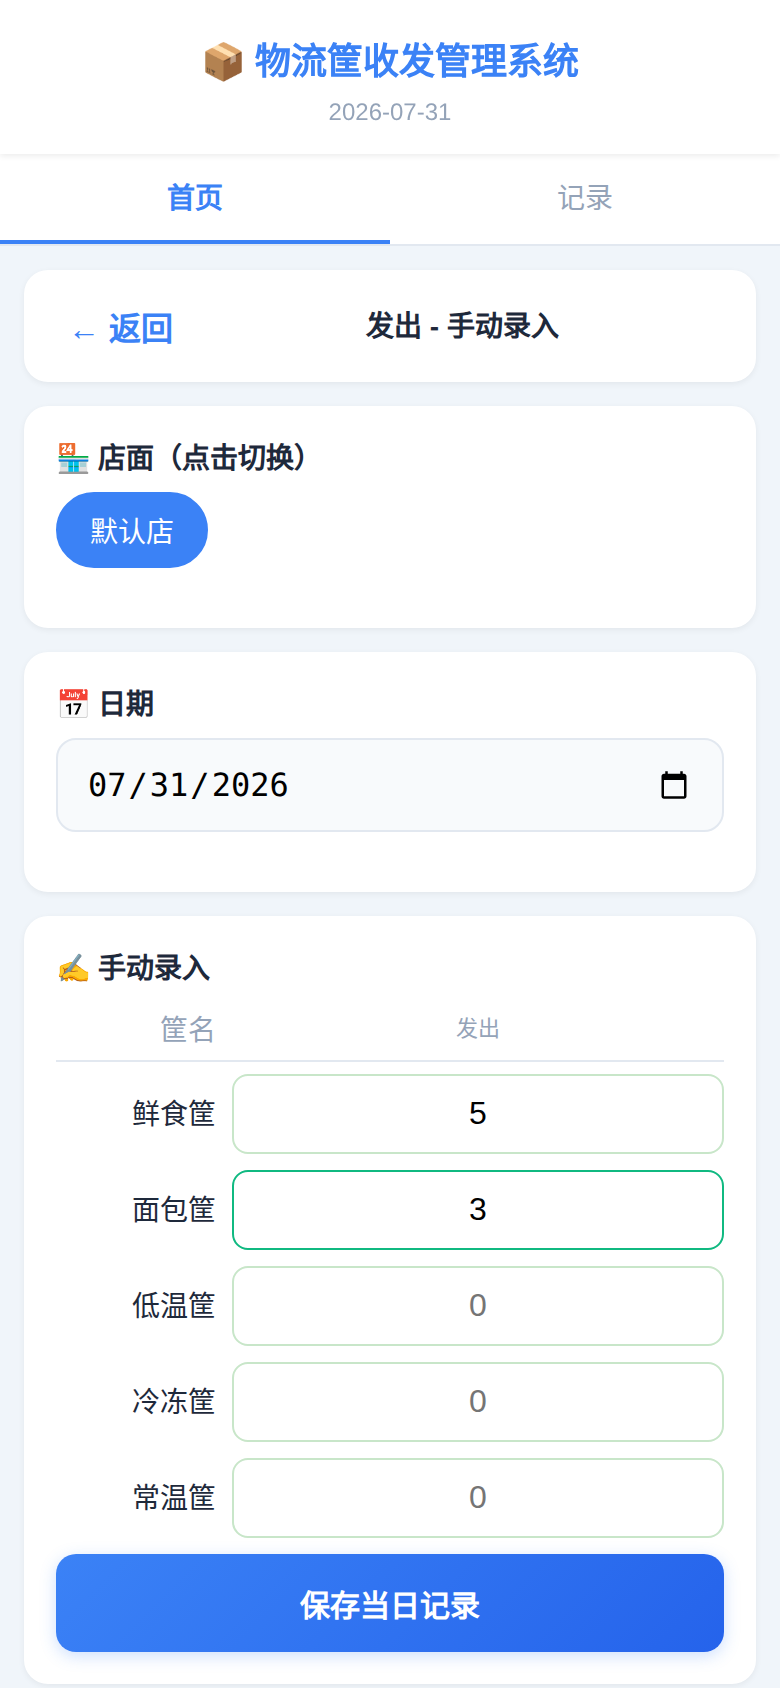 📦 物流筐收发管理系统
2026-07-31
首页 记录
← 返回 发出 - 手动录入
🏪 店面（点击切换）
默认店
📅 日期
07/31/2026
✍️ 手动录入
筐名 发出
鲜食筐 5
面包筐 3
低温筐 0
冷冻筐 0
常温筐 0
保存当日记录